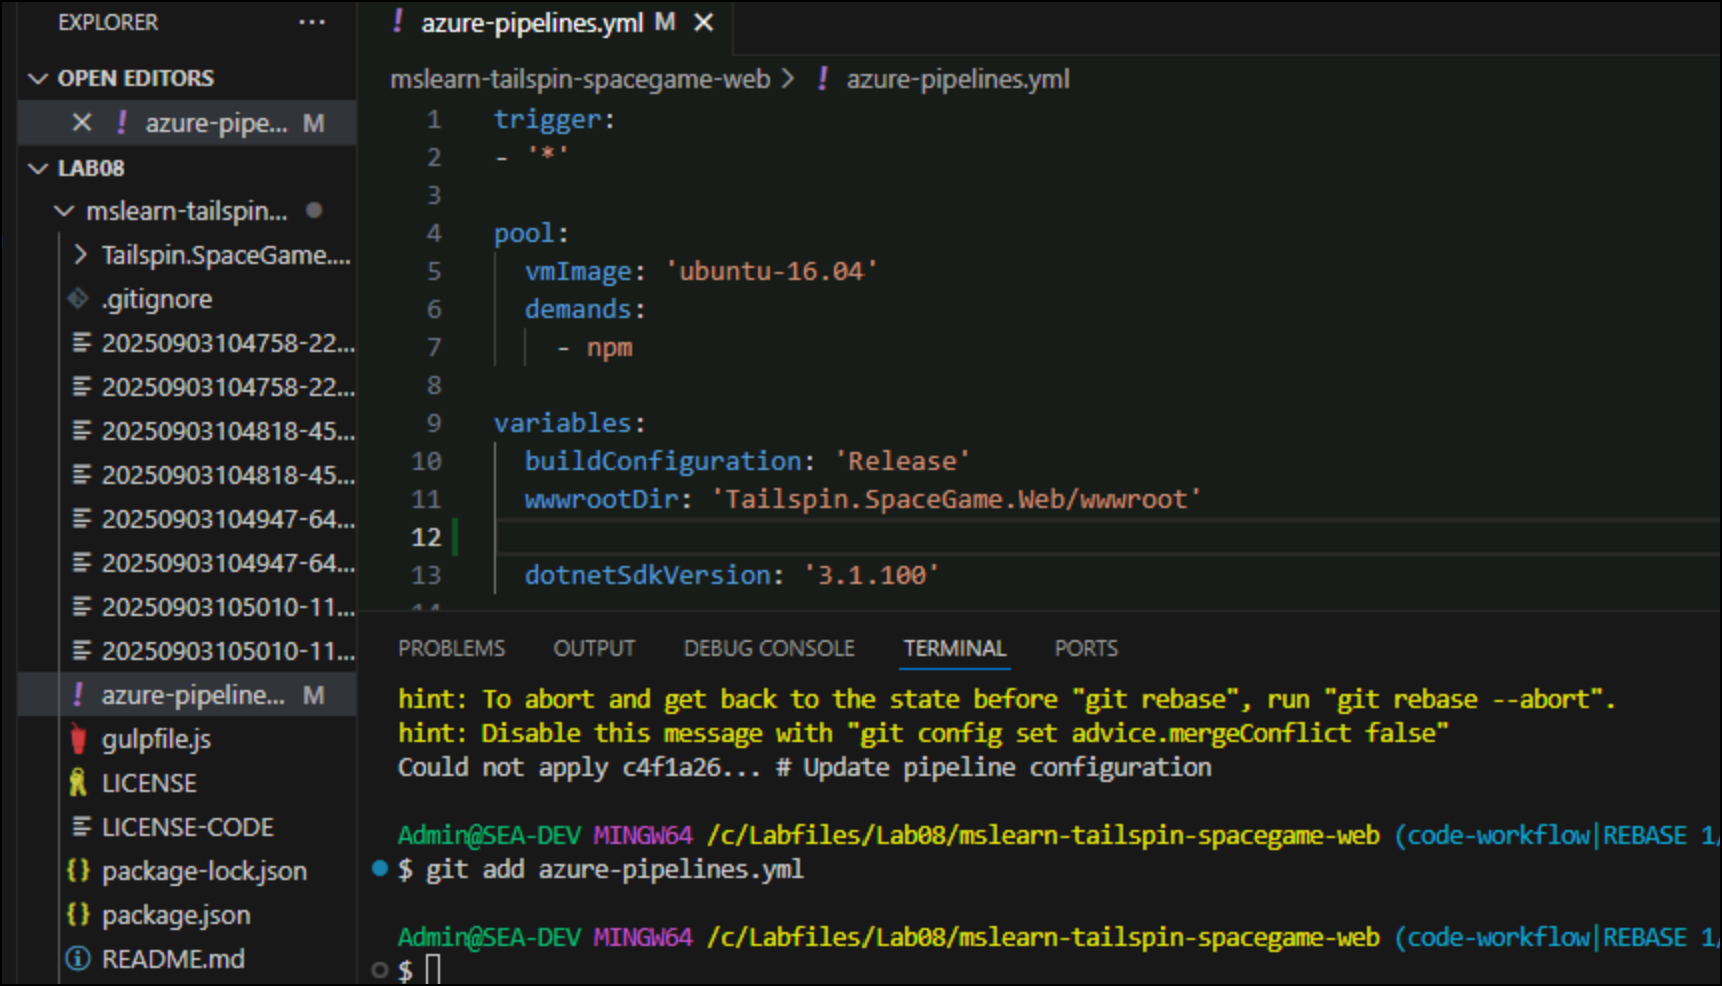 EXPLORER ...
OPEN EDITORS
azure-pipe... M
LAB08
mslearn-tailspin...
Tailspin.SpaceGame....
.gitignore
20250903104758-22...
20250903104758-22...
20250903104818-45...
20250903104818-45...
20250903104947-64...
20250903104947-64...
20250903105010-11...
20250903105010-11...
azure-pipeline... M
gulpfile.js
LICENSE
LICENSE-CODE
package-lock.json
package.json
README.md
azure-pipelines.yml M
mslearn-tailspin-spacegame-web > ! azure-pipelines.yml
1 trigger:
2 - '*'
3
4 pool:
5 vmImage: 'ubuntu-16.04'
6 demands:
7 - npm
8
9 variables:
10 buildConfiguration: 'Release'
11 wwwrootDir: 'Tailspin.SpaceGame.Web/wwwroot'
12
13 dotnetSdkVersion: '3.1.100'
PROBLEMS OUTPUT DEBUG CONSOLE TERMINAL PORTS
hint: To abort and get back to the state before "git rebase", run "git rebase --abort".
hint: Disable this message with "git config set advice.mergeConflict false"
Could not apply c4f1a26... # Update pipeline configuration
Admin@SEA-DEV MINGW64 /c/Labfiles/Lab08/mslearn-tailspin-spacegame-web (code-workflow|REBASE 1/
$ git add azure-pipelines.yml
Admin@SEA-DEV MINGW64 /c/Labfiles/Lab08/mslearn-tailspin-spacegame-web (code-workflow|REBASE 1/
$